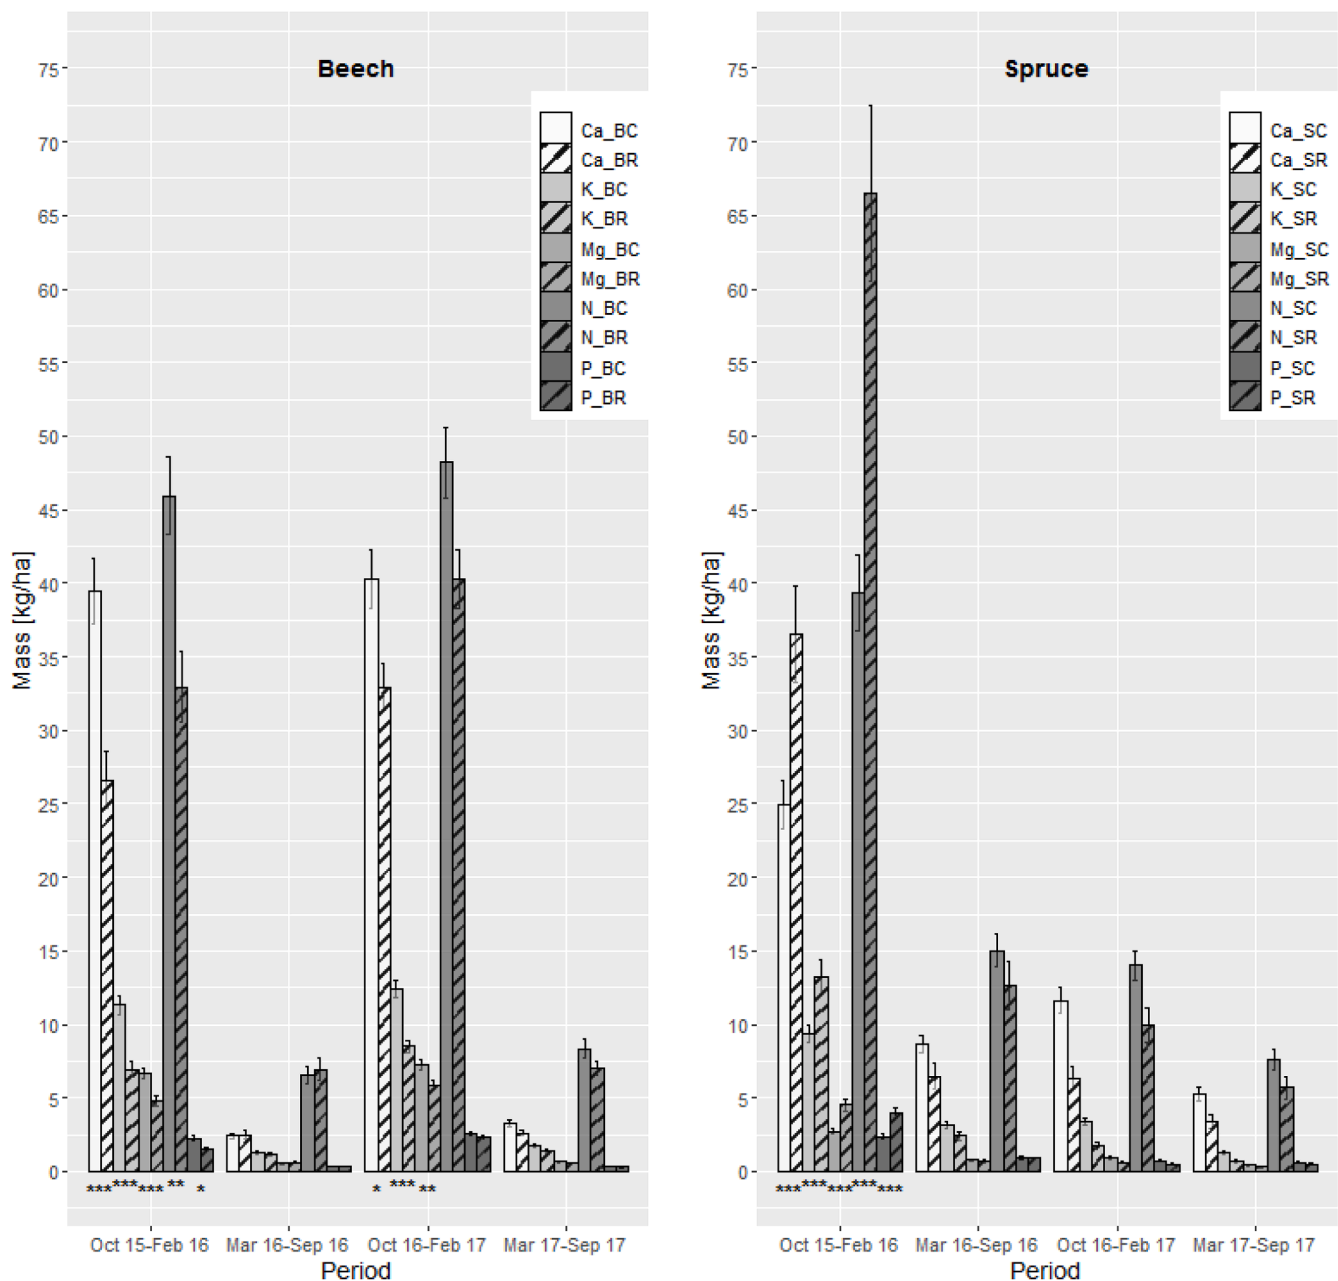 Beech
Mass [kg/ha]
75
70
65
60
55
50
45
40
35
30
25
20
15
10
5
0
Ca_BC
Ca_BR
K_BC
K_BR
Mg_BC
Mg_BR
N_BC
N_BR
P_BC
P_BR
*** *** *** ** *
* *** **
Oct 15-Feb 16 Mar 16-Sep 16 Oct 16-Feb 17 Mar 17-Sep 17
Period
Spruce
Mass [kg/ha]
75
70
65
60
55
50
45
40
35
30
25
20
15
10
5
0
Ca_SC
Ca_SR
K_SC
K_SR
Mg_SC
Mg_SR
N_SC
N_SR
P_SC
P_SR
*** *** *** *** ***
Oct 15-Feb 16 Mar 16-Sep 16 Oct 16-Feb 17 Mar 17-Sep 17
Period